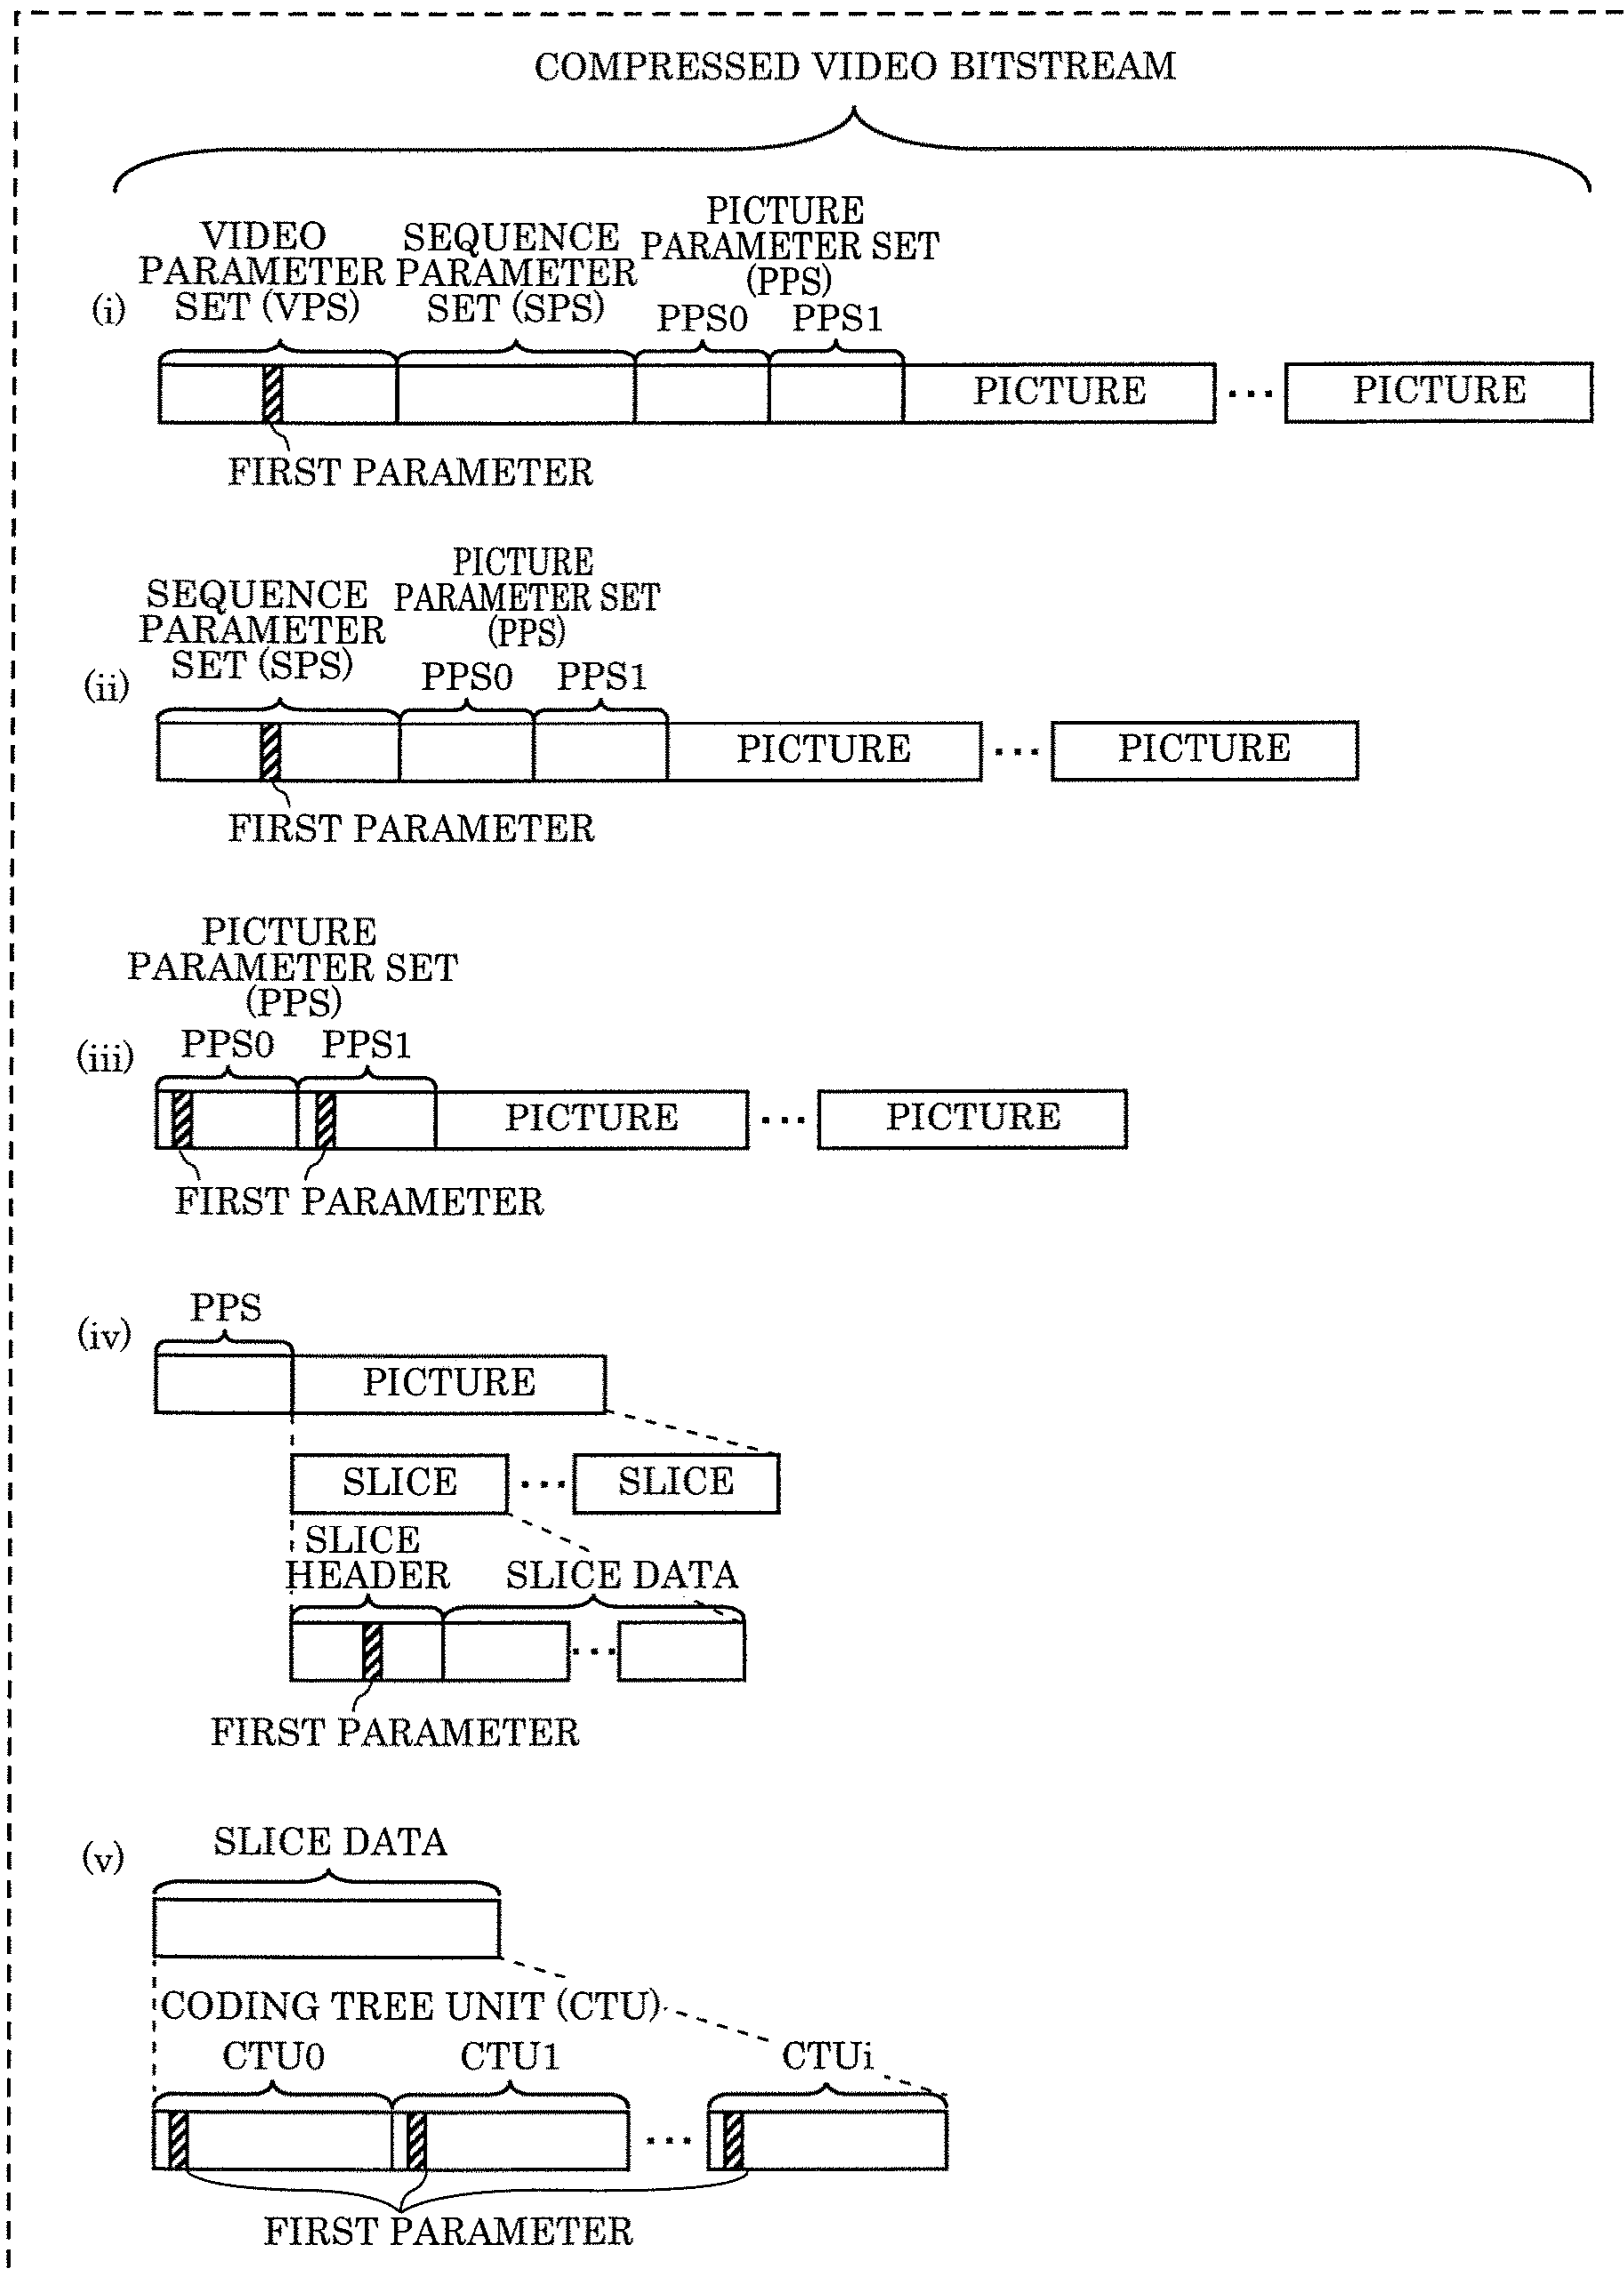 COMPRESSED VIDEO BITSTREAM
(i)
VIDEO
PARAMETER
SET (VPS)
SEQUENCE
PARAMETER
SET (SPS)
PICTURE
PARAMETER SET
(PPS)
PPS0 PPS1
PICTURE ... PICTURE
FIRST PARAMETER
(ii)
SEQUENCE
PARAMETER
SET (SPS)
PICTURE
PARAMETER SET
(PPS)
PPS0 PPS1
PICTURE ... PICTURE
FIRST PARAMETER
(iii)
PICTURE
PARAMETER SET
(PPS)
PPS0 PPS1
PICTURE ... PICTURE
FIRST PARAMETER
(iv)
PPS
PICTURE
SLICE ... SLICE
SLICE
HEADER
SLICE DATA
...
FIRST PARAMETER
(v)
SLICE DATA
CODING TREE UNIT (CTU)
CTU0 CTU1 CTUi
...
FIRST PARAMETER